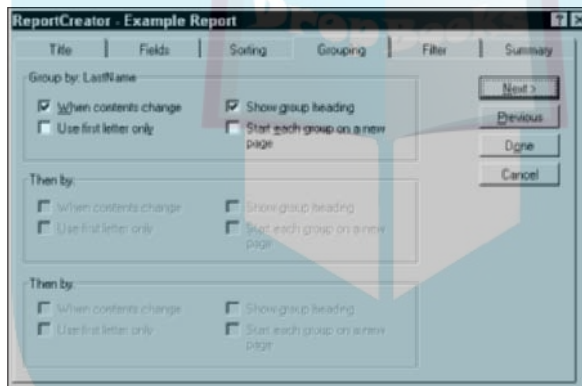 DropBooks
ReportCreator - Example Report
Title Fields Sorting Grouping Filter Summary
Group by: LastName
When contents change Show group heading
Use first letter only Start each group on a new
page
Next >
Previous
Done
Cancel
Then by:
When contents change Show group heading
Use first letter only Start each group on a new
page
Then by:
When contents change Show group heading
Use first letter only Start each group on a new
page